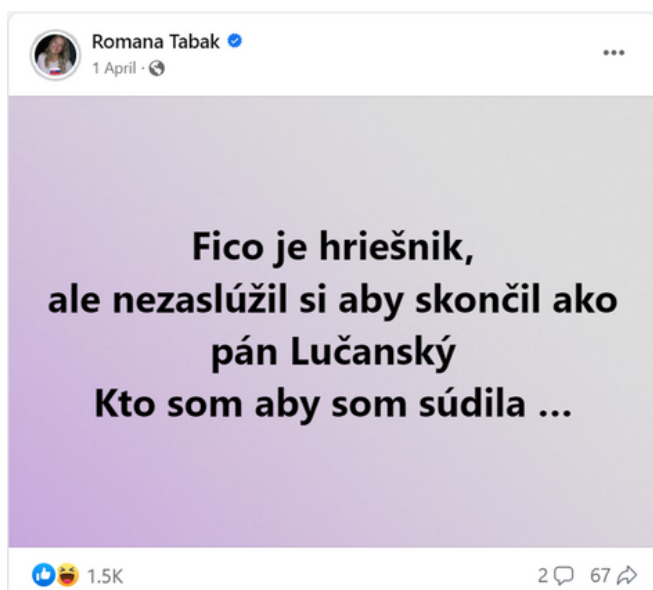 Romana Tabak
1 April ·
Fico je hriešnik,
ale nezaslúžil si aby skončil ako
pán Lučanský
Kto som aby som súdila ...
1.5K
2 67